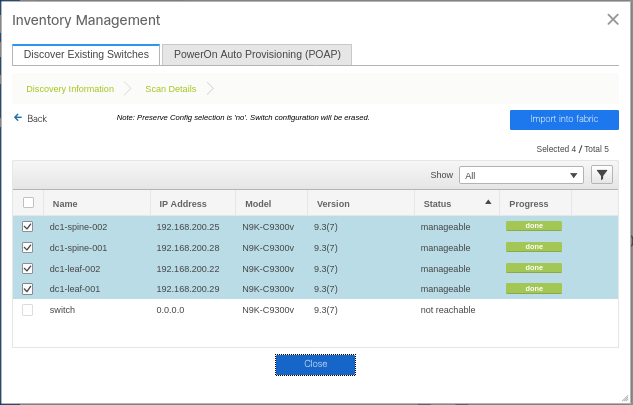 Inventory Management
Discover Existing Switches PowerOn Auto Provisioning (POAP)
Discovery Information Scan Details
Back Note: Preserve Config selection is 'no'. Switch configuration will be erased. Import into fabric
Selected 4 / Total 5
Show All
Name IP Address Model Version Status Progress
dc1-spine-002 192.168.200.25 N9K-C9300v 9.3(7) manageable done
dc1-spine-001 192.168.200.28 N9K-C9300v 9.3(7) manageable done
dc1-leaf-002 192.168.200.22 N9K-C9300v 9.3(7) manageable done
dc1-leaf-001 192.168.200.29 N9K-C9300v 9.3(7) manageable done
switch 0.0.0.0 N9K-C9300v 9.3(7) not reachable
Close